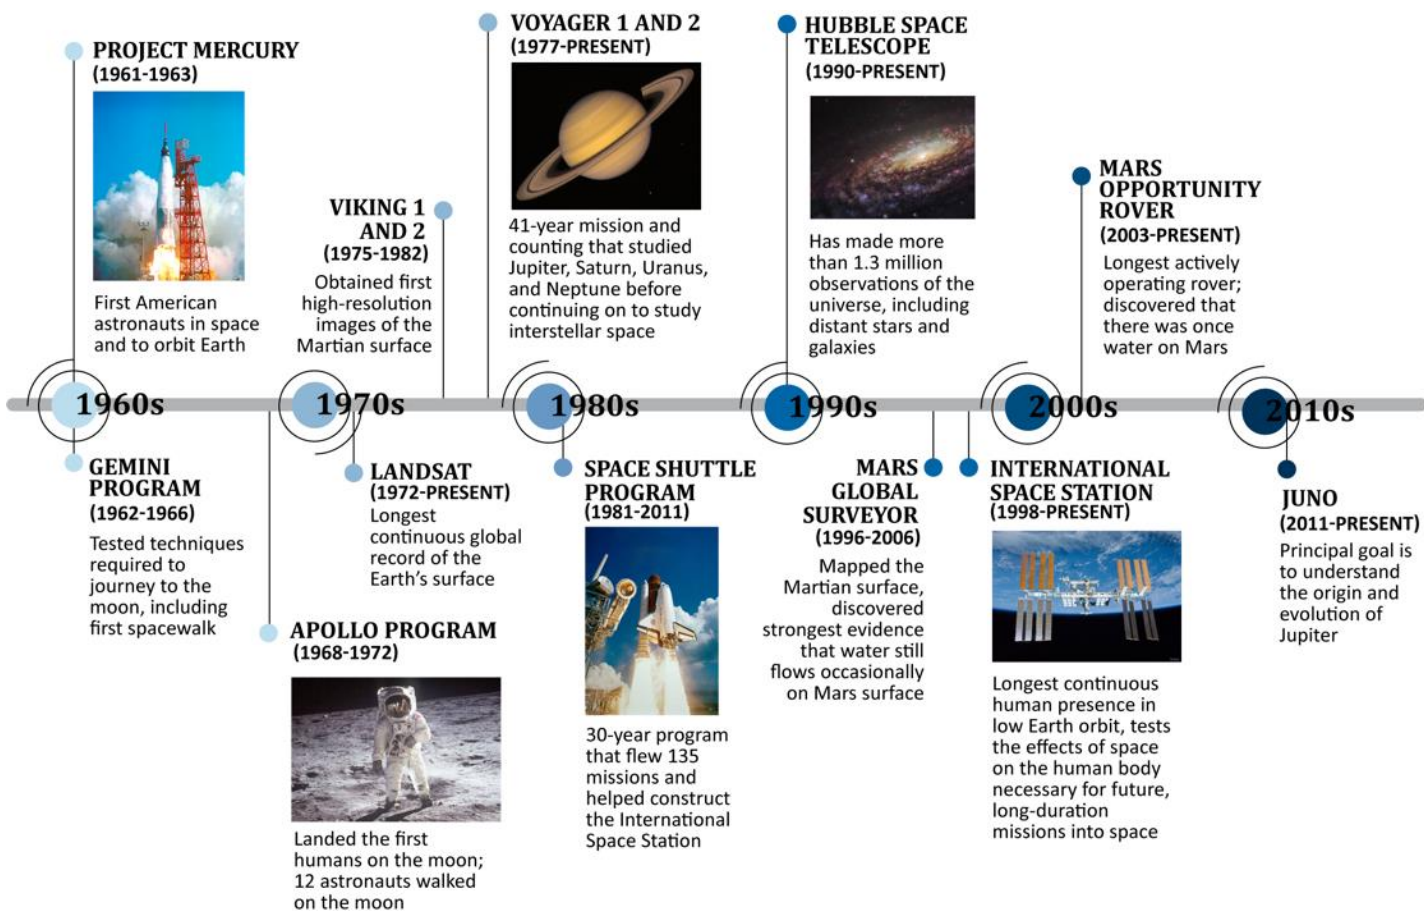 PROJECT MERCURY
(1961-1963)
First American
astronauts in space
and to orbit Earth
VIKING 1
AND 2
(1975-1982)
Obtained first
high-resolution
images of the
Martian surface
VOYAGER 1 AND 2
(1977-PRESENT)
41-year mission and
counting that studied
Jupiter, Saturn, Uranus,
and Neptune before
continuing on to study
interstellar space
HUBBLE SPACE
TELESCOPE
(1990-PRESENT)
Has made more
than 1.3 million
observations of the
universe, including
distant stars and
galaxies
MARS
OPPORTUNITY
ROVER
(2003-PRESENT)
Longest actively
operating rover;
discovered that
there was once
water on Mars
1960s
1970s
1980s
1990s
2000s
2010s
GEMINI
PROGRAM
(1962-1966)
Tested techniques
required to
journey to the
moon, including
first spacewalk
APOLLO PROGRAM
(1968-1972)
Landed the first
humans on the moon;
12 astronauts walked
on the moon
LANDSAT
(1972-PRESENT)
Longest
continuous global
record of the
Earth's surface
SPACE SHUTTLE
PROGRAM
(1981-2011)
30-year program
that flew 135
missions and
helped construct
the International
Space Station
MARS
GLOBAL
SURVEYOR
(1996-2006)
Mapped the
Martian surface,
discovered
strongest evidence
that water still
flows occasionally
on Mars surface
INTERNATIONAL
SPACE STATION
(1998-PRESENT)
Longest continuous
human presence in
low Earth orbit, tests
the effects of space
on the human body
necessary for future,
long-duration
missions into space
JUNO
(2011-PRESENT)
Principal goal is
to understand
the origin and
evolution of
Jupiter